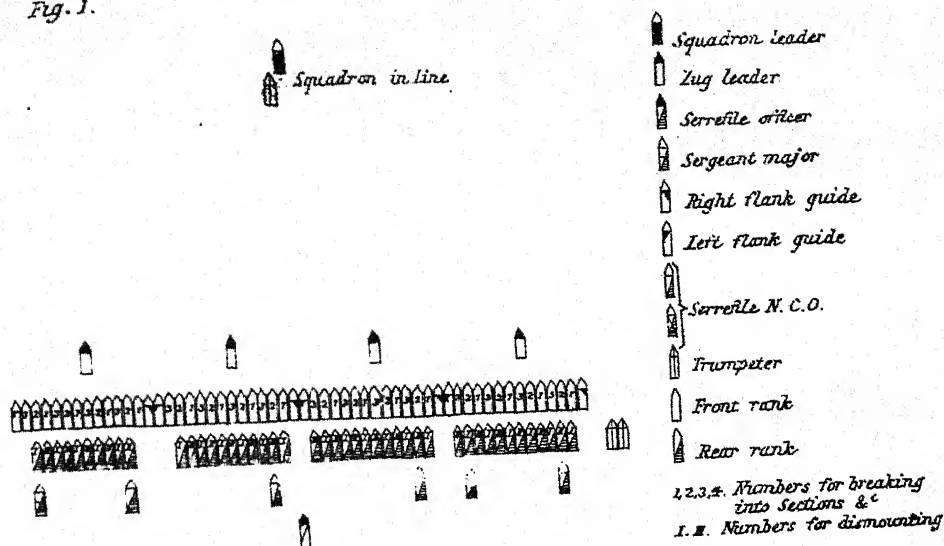 Fig. 1.
Squadron in line
Squadron leader
Zug leader
Serrefile officer
Sergeant major
Right flank guide
Left flank guide
Serrefile N.C.O.
Trumpeter
Front rank
Rear rank
1,2,3,4. Numbers for breaking
into Sections &c
I. II. Numbers for dismounting